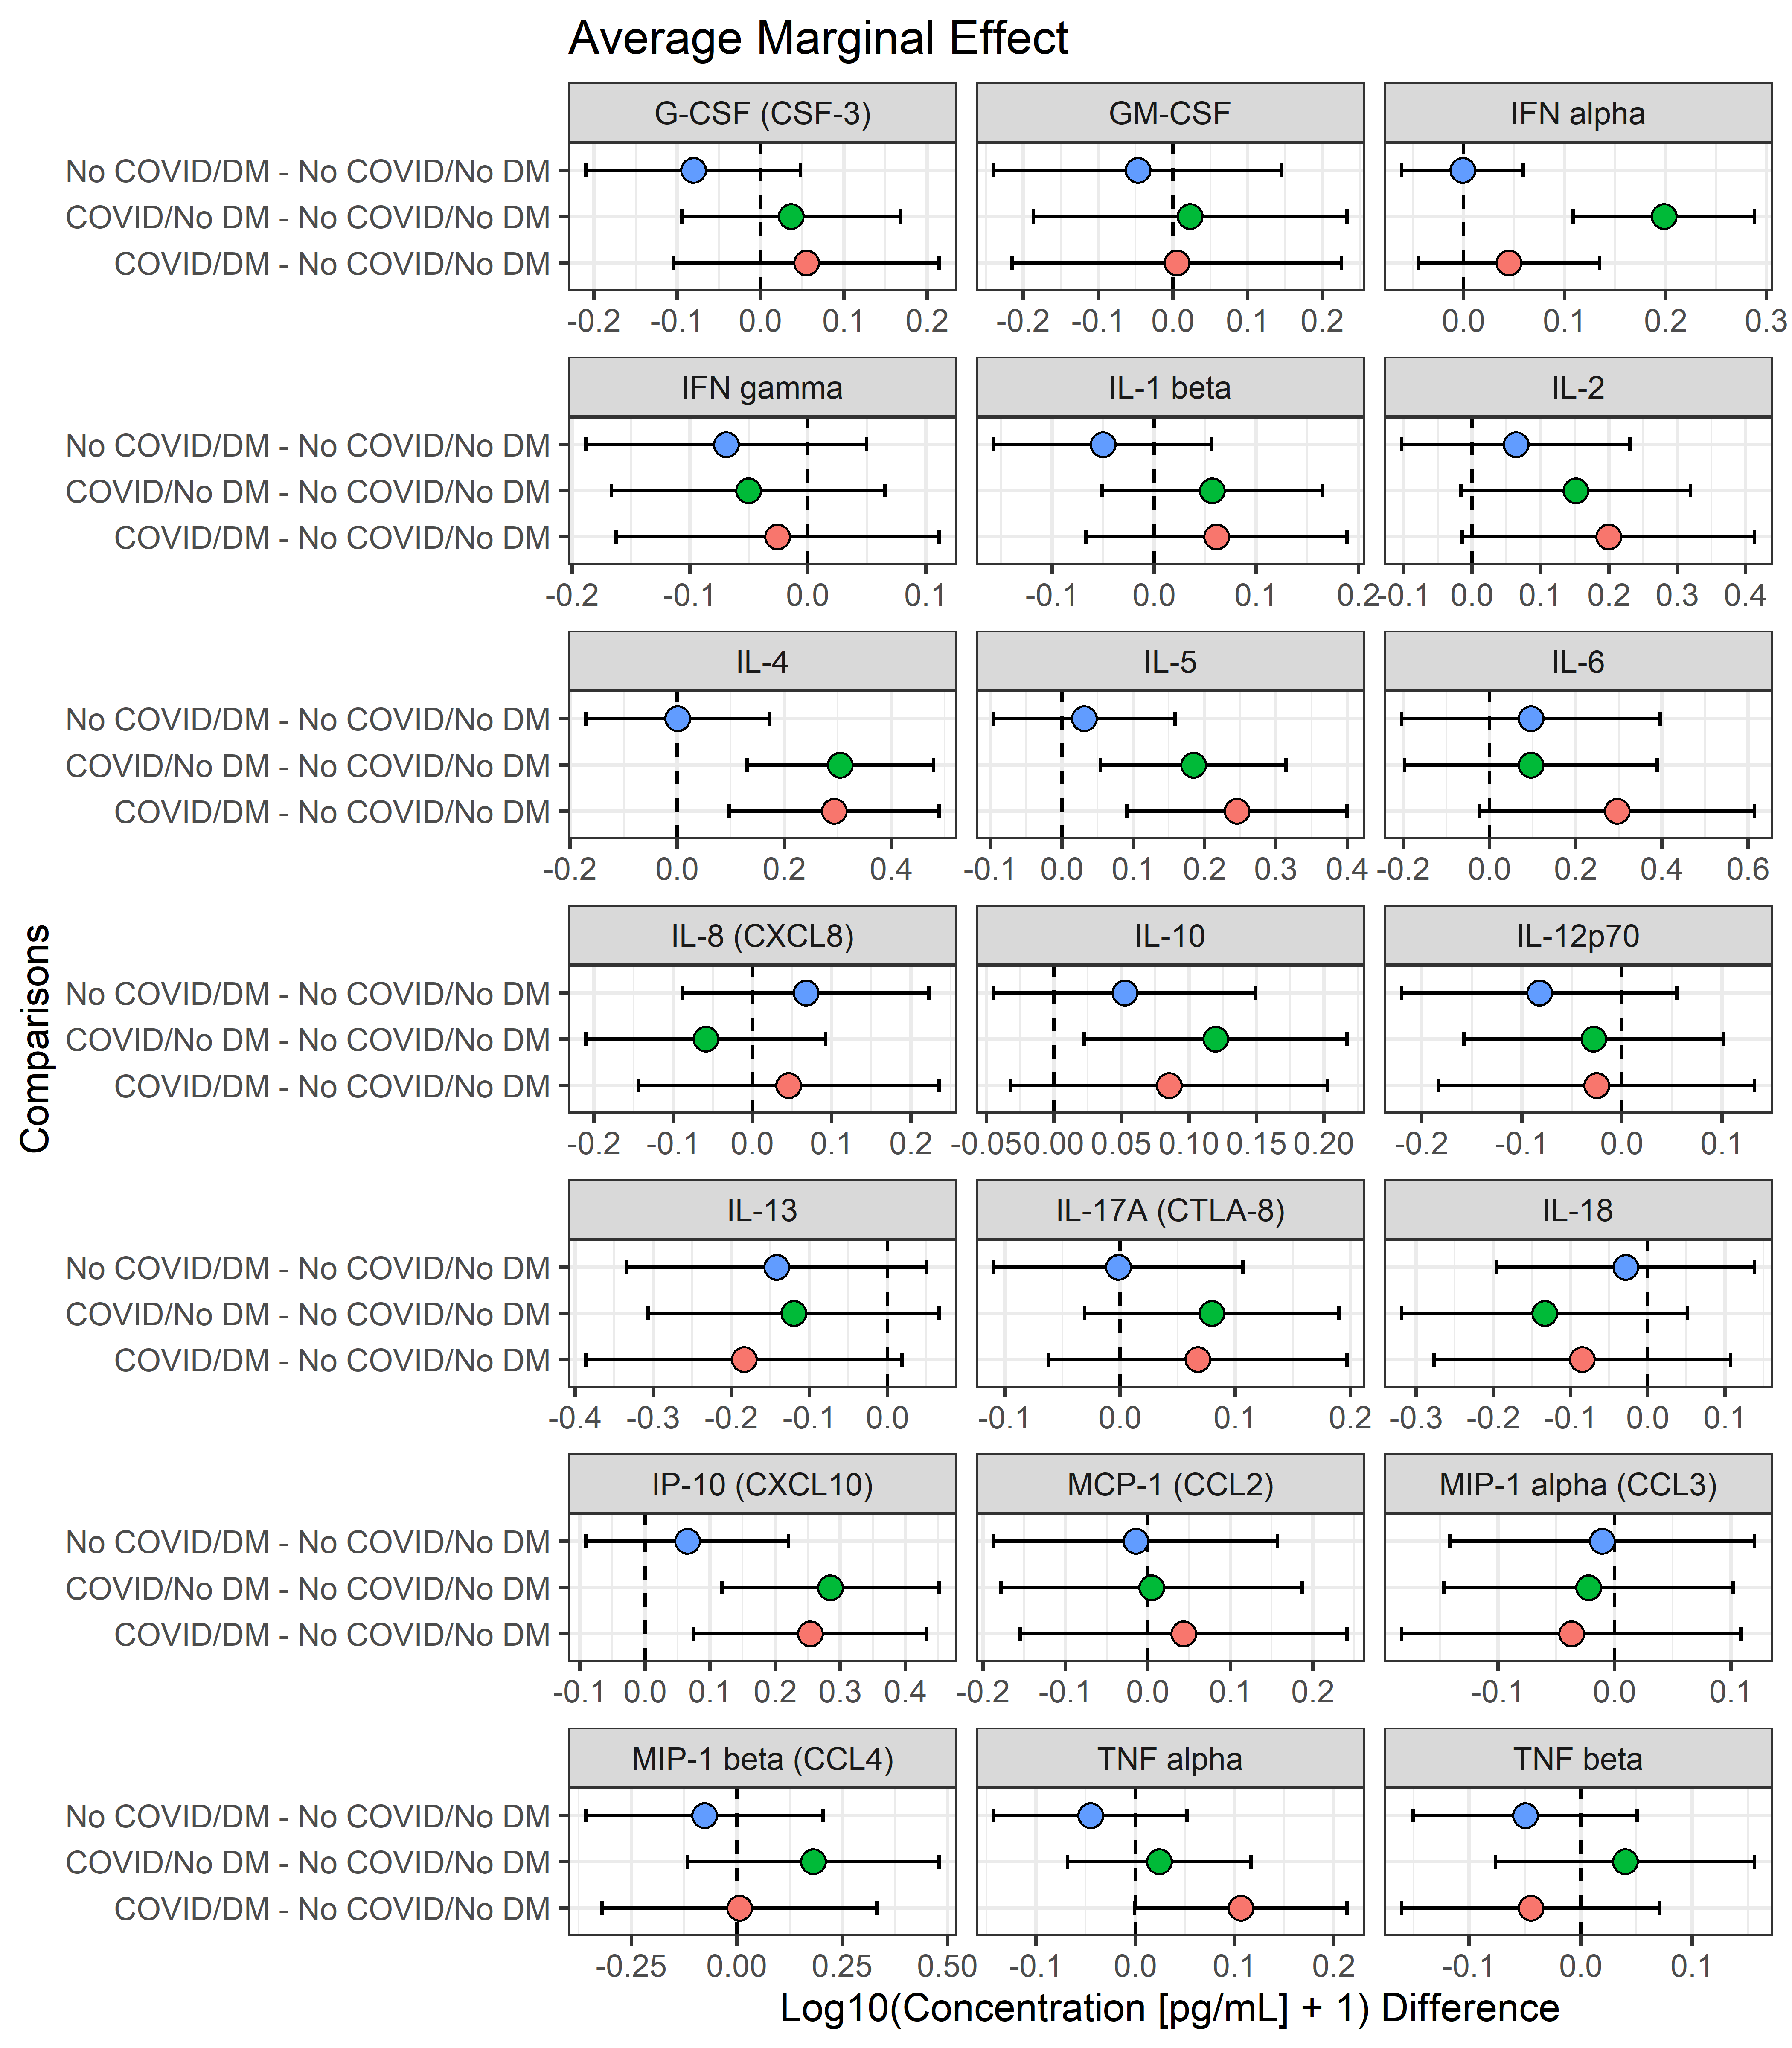 Average Marginal Effect
G-CSF (CSF-3) GM-CSF IFN alpha
No COVID/DM - No COVID/No DM
COVID/No DM - No COVID/No DM
COVID/DM - No COVID/No DM
-0.2 -0.1 0.0 0.1 0.2 -0.2 -0.1 0.0 0.1 0.2 0.0 0.1 0.2 0.3
IFN gamma IL-1 beta IL-2
No COVID/DM - No COVID/No DM
COVID/No DM - No COVID/No DM
COVID/DM - No COVID/No DM
-0.2 -0.1 0.0 0.1 -0.1 0.0 0.1 0.2 -0.1 0.0 0.1 0.2 0.3 0.4
IL-4 IL-5 IL-6
No COVID/DM - No COVID/No DM
COVID/No DM - No COVID/No DM
COVID/DM - No COVID/No DM
-0.2 0.0 0.2 0.4 -0.1 0.0 0.1 0.2 0.3 0.4 -0.2 0.0 0.2 0.4 0.6
IL-8 (CXCL8) IL-10 IL-12p70
No COVID/DM - No COVID/No DM
COVID/No DM - No COVID/No DM
COVID/DM - No COVID/No DM
-0.2 -0.1 0.0 0.1 0.2 -0.05 0.00 0.05 0.10 0.15 0.20 -0.2 -0.1 0.0 0.1
Comparisons
IL-13 IL-17A (CTLA-8) IL-18
No COVID/DM - No COVID/No DM
COVID/No DM - No COVID/No DM
COVID/DM - No COVID/No DM
-0.4 -0.3 -0.2 -0.1 0.0 -0.1 0.0 0.1 0.2 -0.3 -0.2 -0.1 0.0 0.1
IP-10 (CXCL10) MCP-1 (CCL2) MIP-1 alpha (CCL3)
No COVID/DM - No COVID/No DM
COVID/No DM - No COVID/No DM
COVID/DM - No COVID/No DM
-0.1 0.0 0.1 0.2 0.3 0.4 -0.2 -0.1 0.0 0.1 0.2 -0.1 0.0 0.1
MIP-1 beta (CCL4) TNF alpha TNF beta
No COVID/DM - No COVID/No DM
COVID/No DM - No COVID/No DM
COVID/DM - No COVID/No DM
-0.25 0.00 0.25 0.50 -0.1 0.0 0.1 0.2 -0.1 0.0 0.1
Log10(Concentration [pg/mL] + 1) Difference